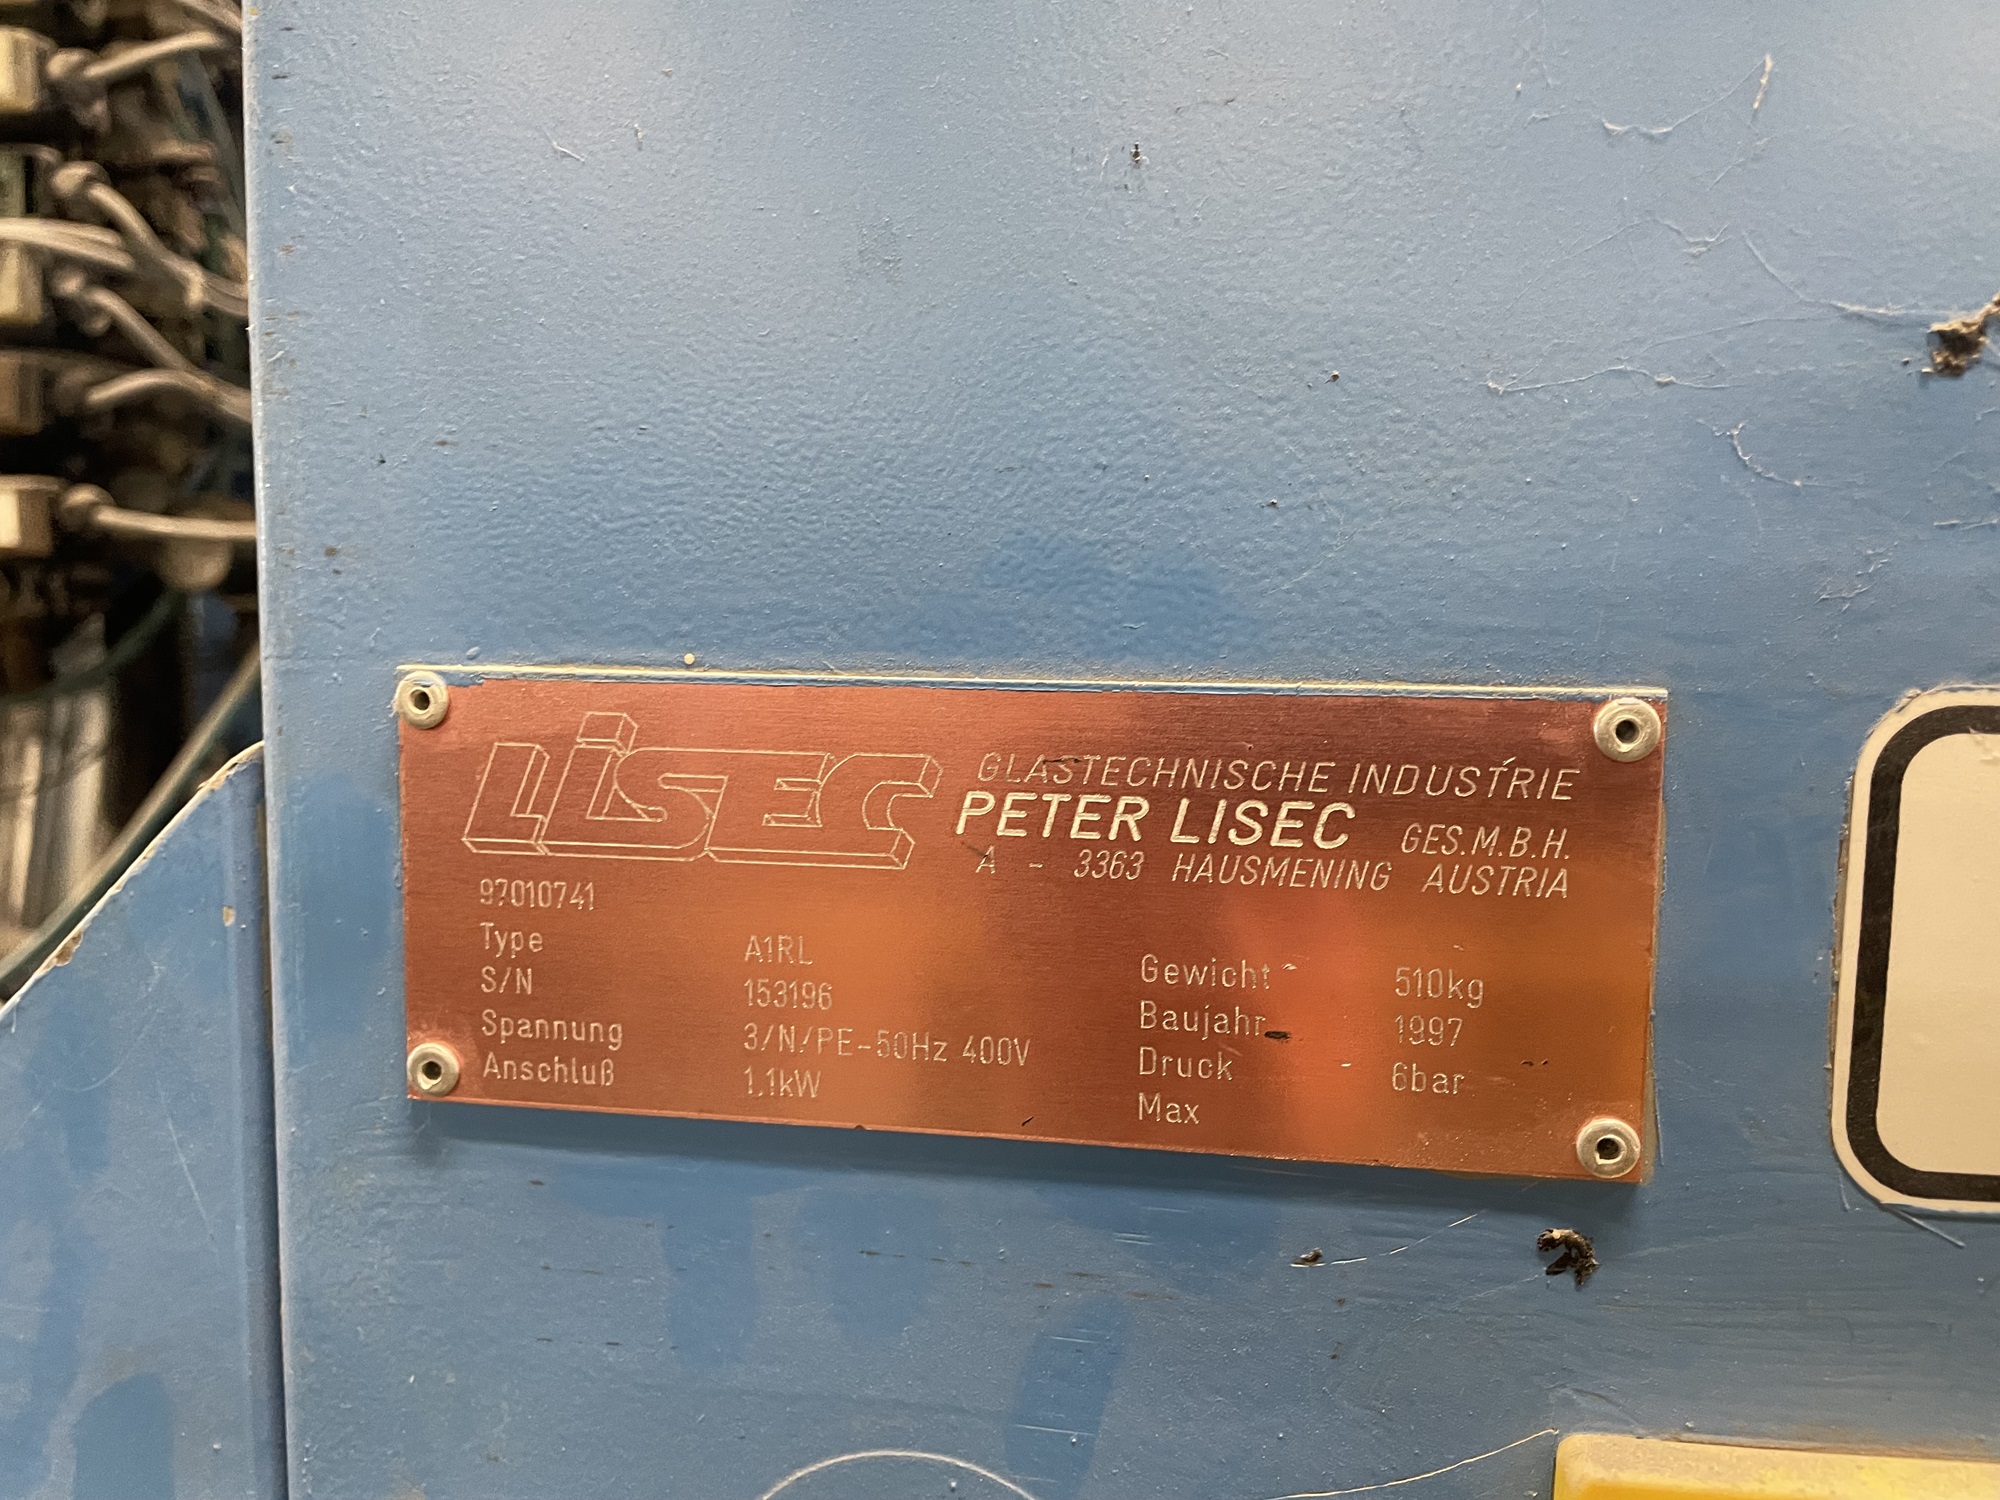 LiSEC
GLASTECHNISCHE INDUSTRIE
PETER LISEC GES.M.B.H.
A - 3363 HAUSMENING AUSTRIA
97010741
Type A1RL
S/N 153196
Spannung 3/N/PE-50Hz 400V
Anschluß 1,1kW
Gewicht 510kg
Baujahr 1997
Druck 6bar
Max